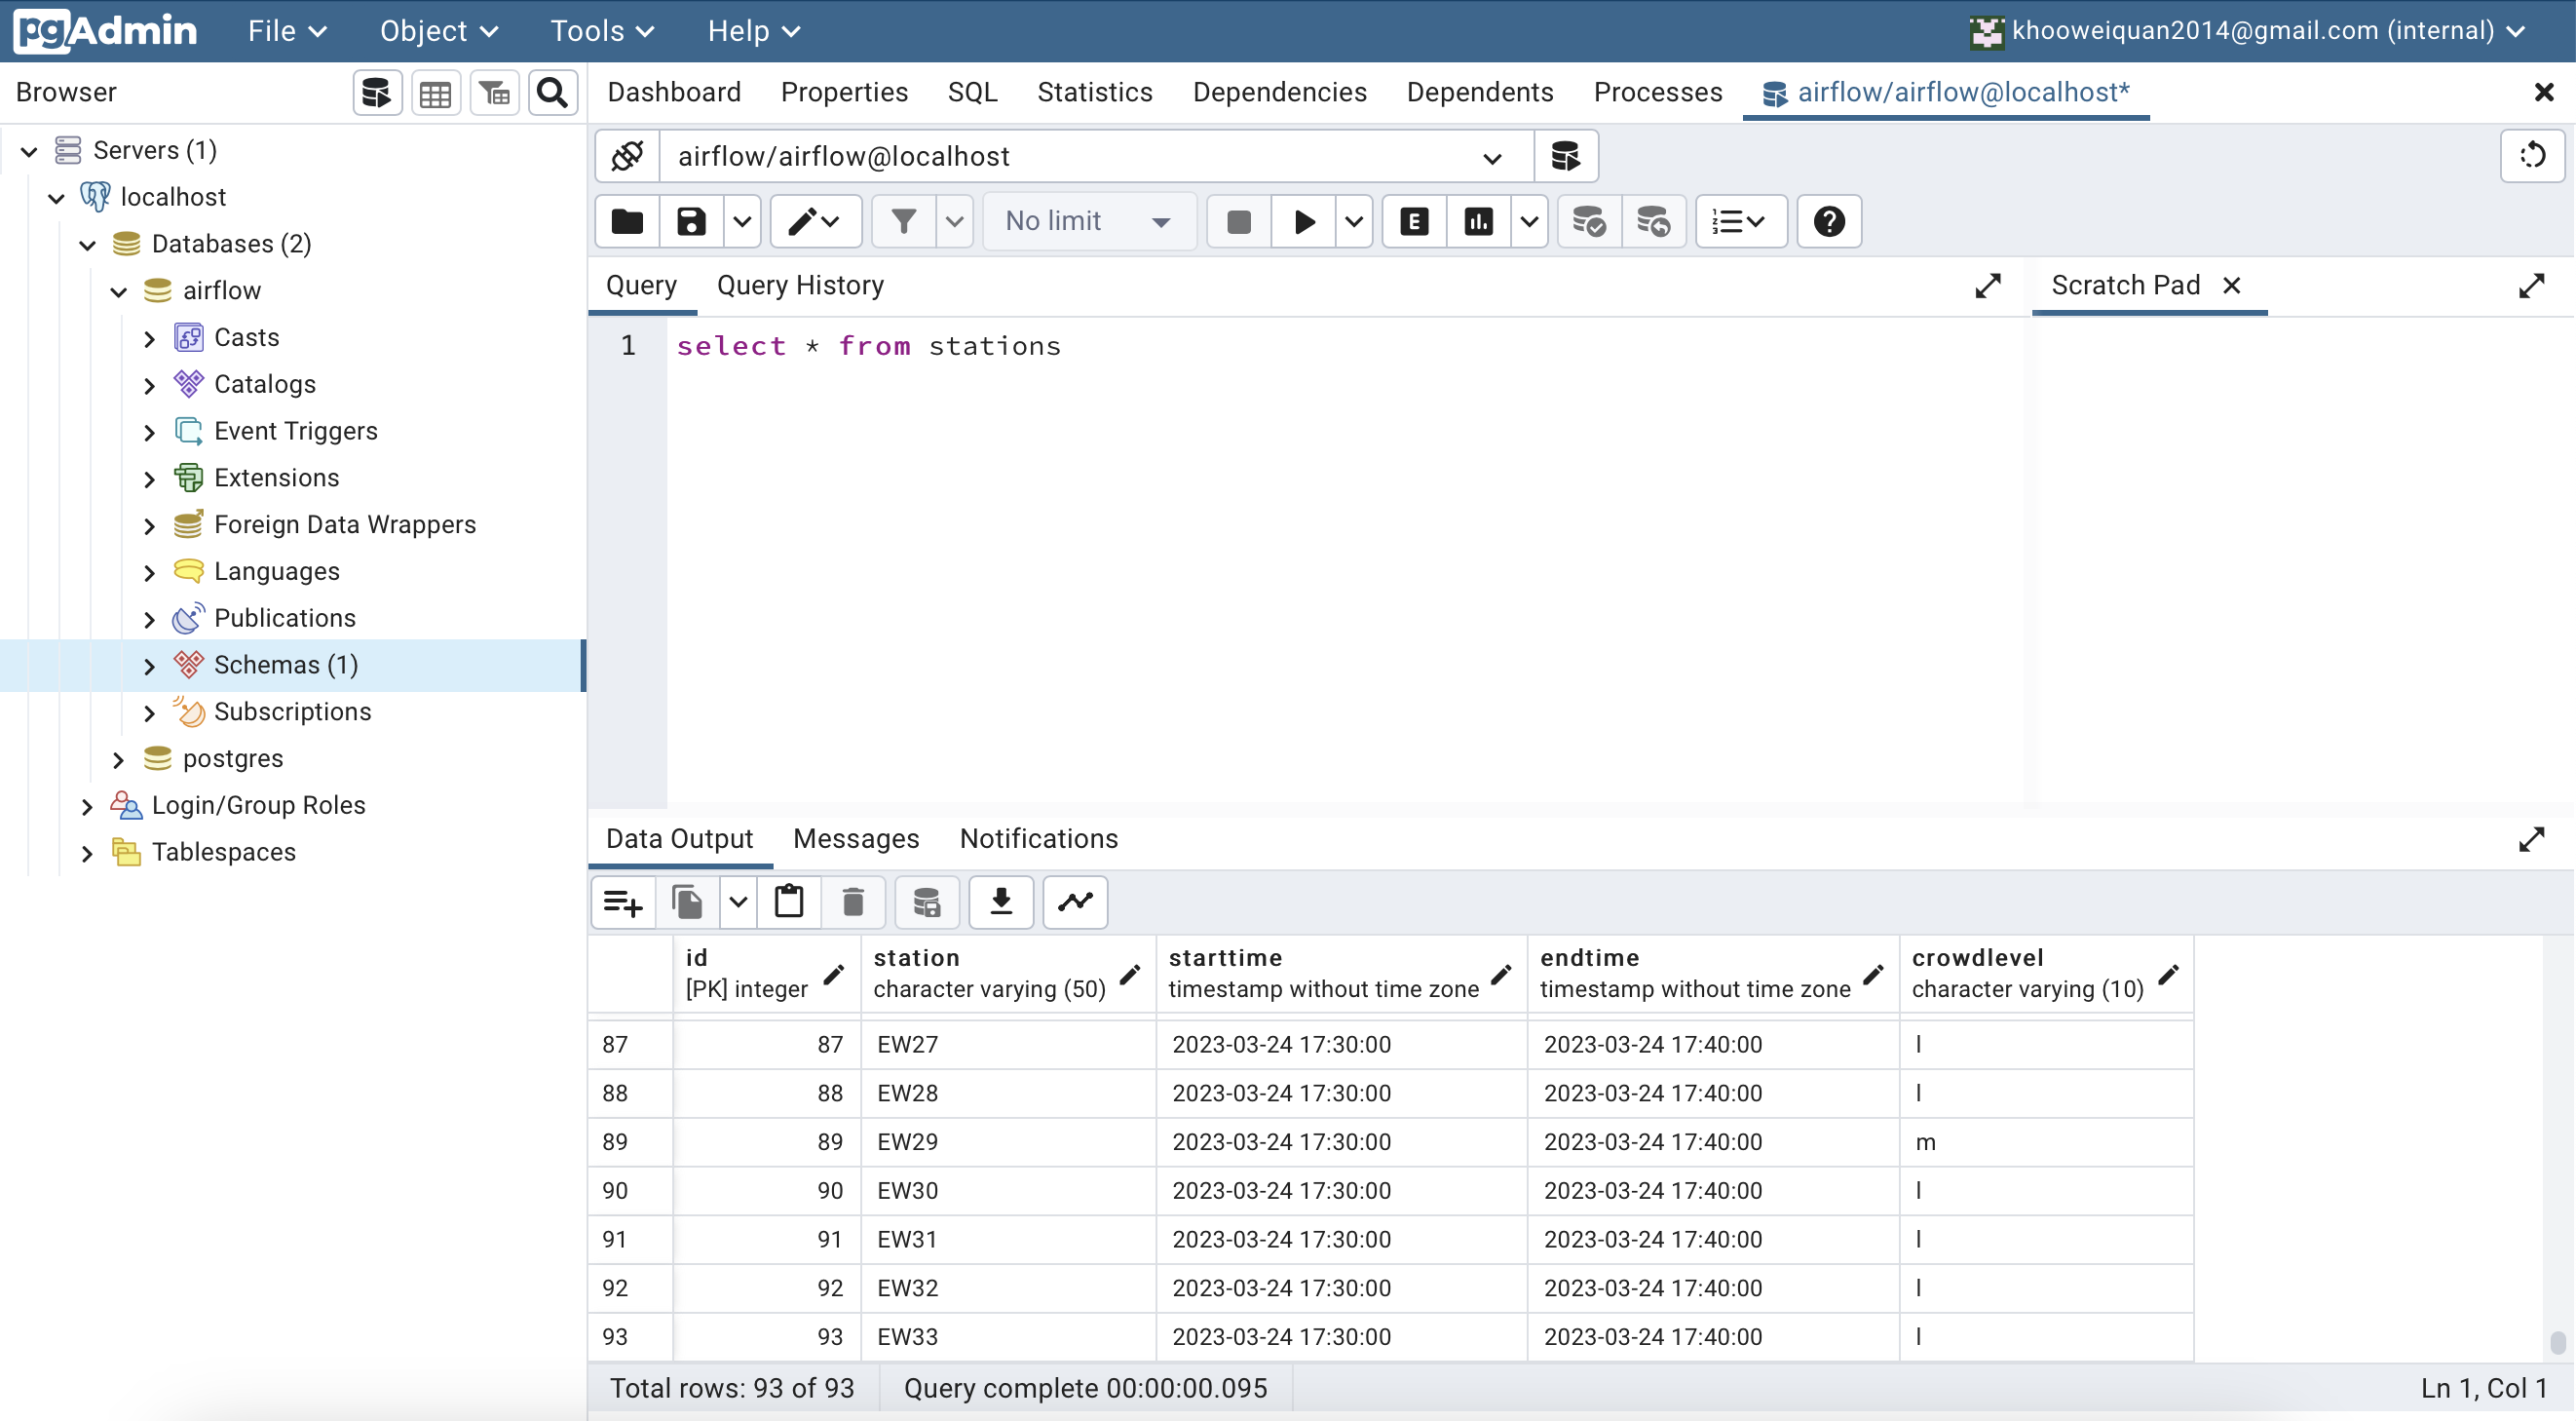 pgAdmin File Object Tools Help khooweiquan2014@gmail.com (internal)
Browser
Servers (1)
localhost
Databases (2)
airflow
Casts
Catalogs
Event Triggers
Extensions
Foreign Data Wrappers
Languages
Publications
Schemas (1)
Subscriptions
postgres
Login/Group Roles
Tablespaces
Dashboard Properties SQL Statistics Dependencies Dependents Processes airflow/airflow@localhost*
airflow/airflow@localhost
No limit E
Query Query History Scratch Pad
1 select * from stations
Data Output Messages Notifications
id station starttime endtime crowdlevel
[PK] integer character varying (50) timestamp without time zone timestamp without time zone character varying (10)
87 87 EW27 2023-03-24 17:30:00 2023-03-24 17:40:00 l
88 88 EW28 2023-03-24 17:30:00 2023-03-24 17:40:00 l
89 89 EW29 2023-03-24 17:30:00 2023-03-24 17:40:00 m
90 90 EW30 2023-03-24 17:30:00 2023-03-24 17:40:00 l
91 91 EW31 2023-03-24 17:30:00 2023-03-24 17:40:00 l
92 92 EW32 2023-03-24 17:30:00 2023-03-24 17:40:00 l
93 93 EW33 2023-03-24 17:30:00 2023-03-24 17:40:00 l
Total rows: 93 of 93 Query complete 00:00:00.095 Ln 1, Col 1